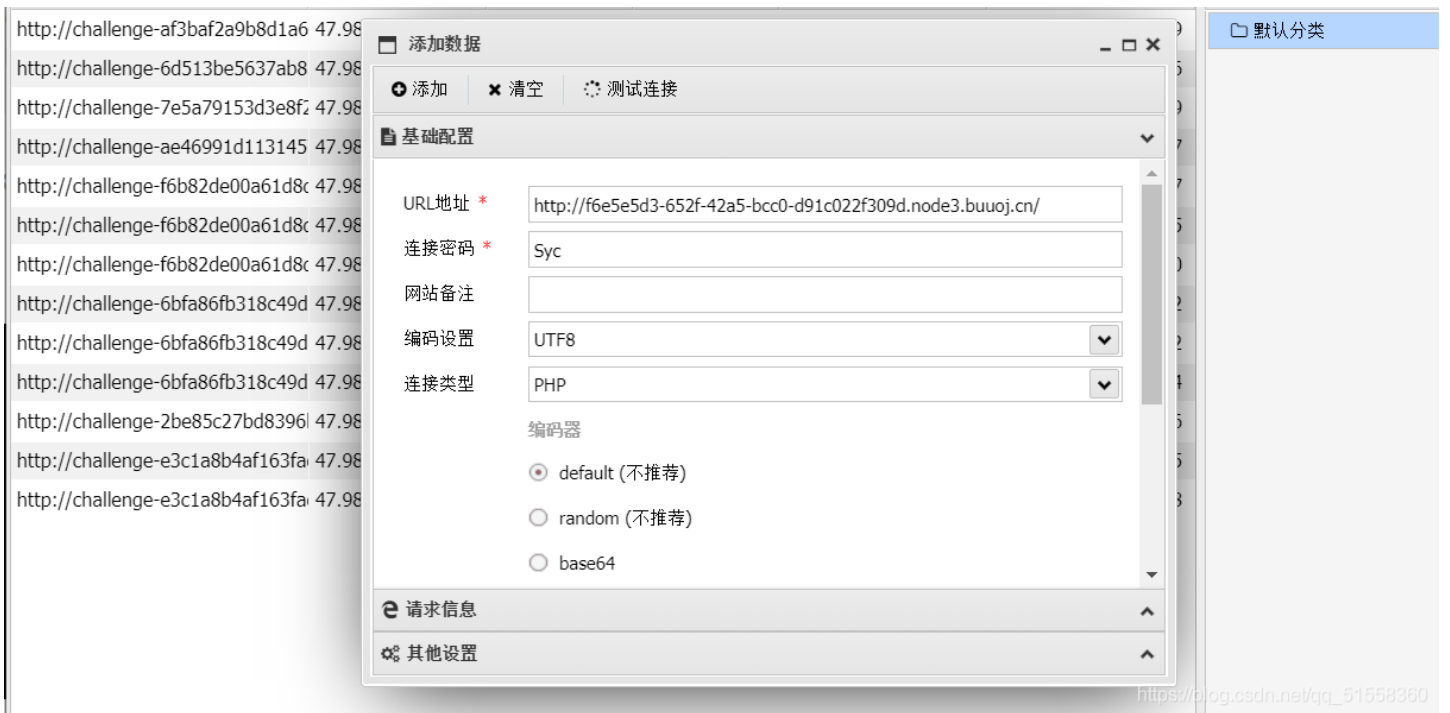 http://challenge-af3baf2a9b8d1a6 47.98
http://challenge-6d513be5637ab8 47.98
http://challenge-7e5a79153d3e8f2 47.98
http://challenge-ae46991d113145 47.98
http://challenge-f6b82de00a61d8c 47.98
http://challenge-f6b82de00a61d8c 47.98
http://challenge-f6b82de00a61d8c 47.98
http://challenge-6bfa86fb318c49d 47.98
http://challenge-6bfa86fb318c49d 47.98
http://challenge-6bfa86fb318c49d 47.98
http://challenge-2be85c27bd8396 47.98
http://challenge-e3c1a8b4af163fa 47.98
http://challenge-e3c1a8b4af163fa 47.98
添加数据
添加 清空 测试连接
基础配置
URL地址 * http://f6e5e5d3-652f-42a5-bcc0-d91c022f309d.node3.buuoj.cn/
连接密码 * Syc
网站备注
编码设置 UTF8
连接类型 PHP
编码器
default (不推荐)
random (不推荐)
base64
请求信息
其他设置
默认分类
https://blog.csdn.net/qq_51558360